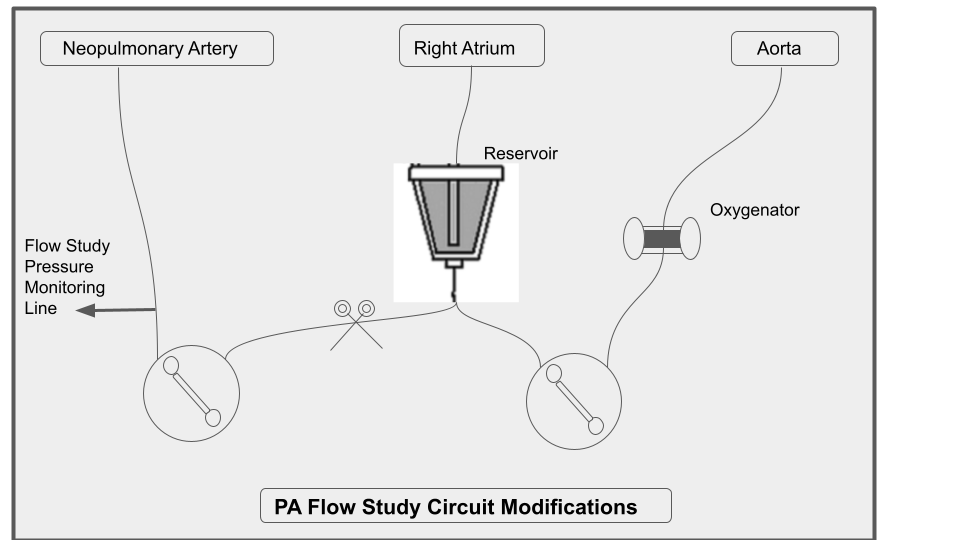 Neopulmonary Artery
Right Atrium
Aorta
Reservoir
Oxygenator
Flow Study
Pressure
Monitoring
Line
PA Flow Study Circuit Modifications